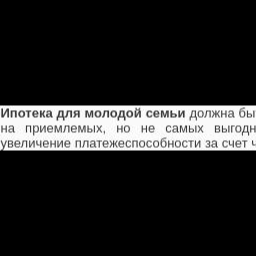 Ипотека для молодой семьи должна бы
на приемлемых, но не самых выгодн
увеличение платежеспособности за счет ч